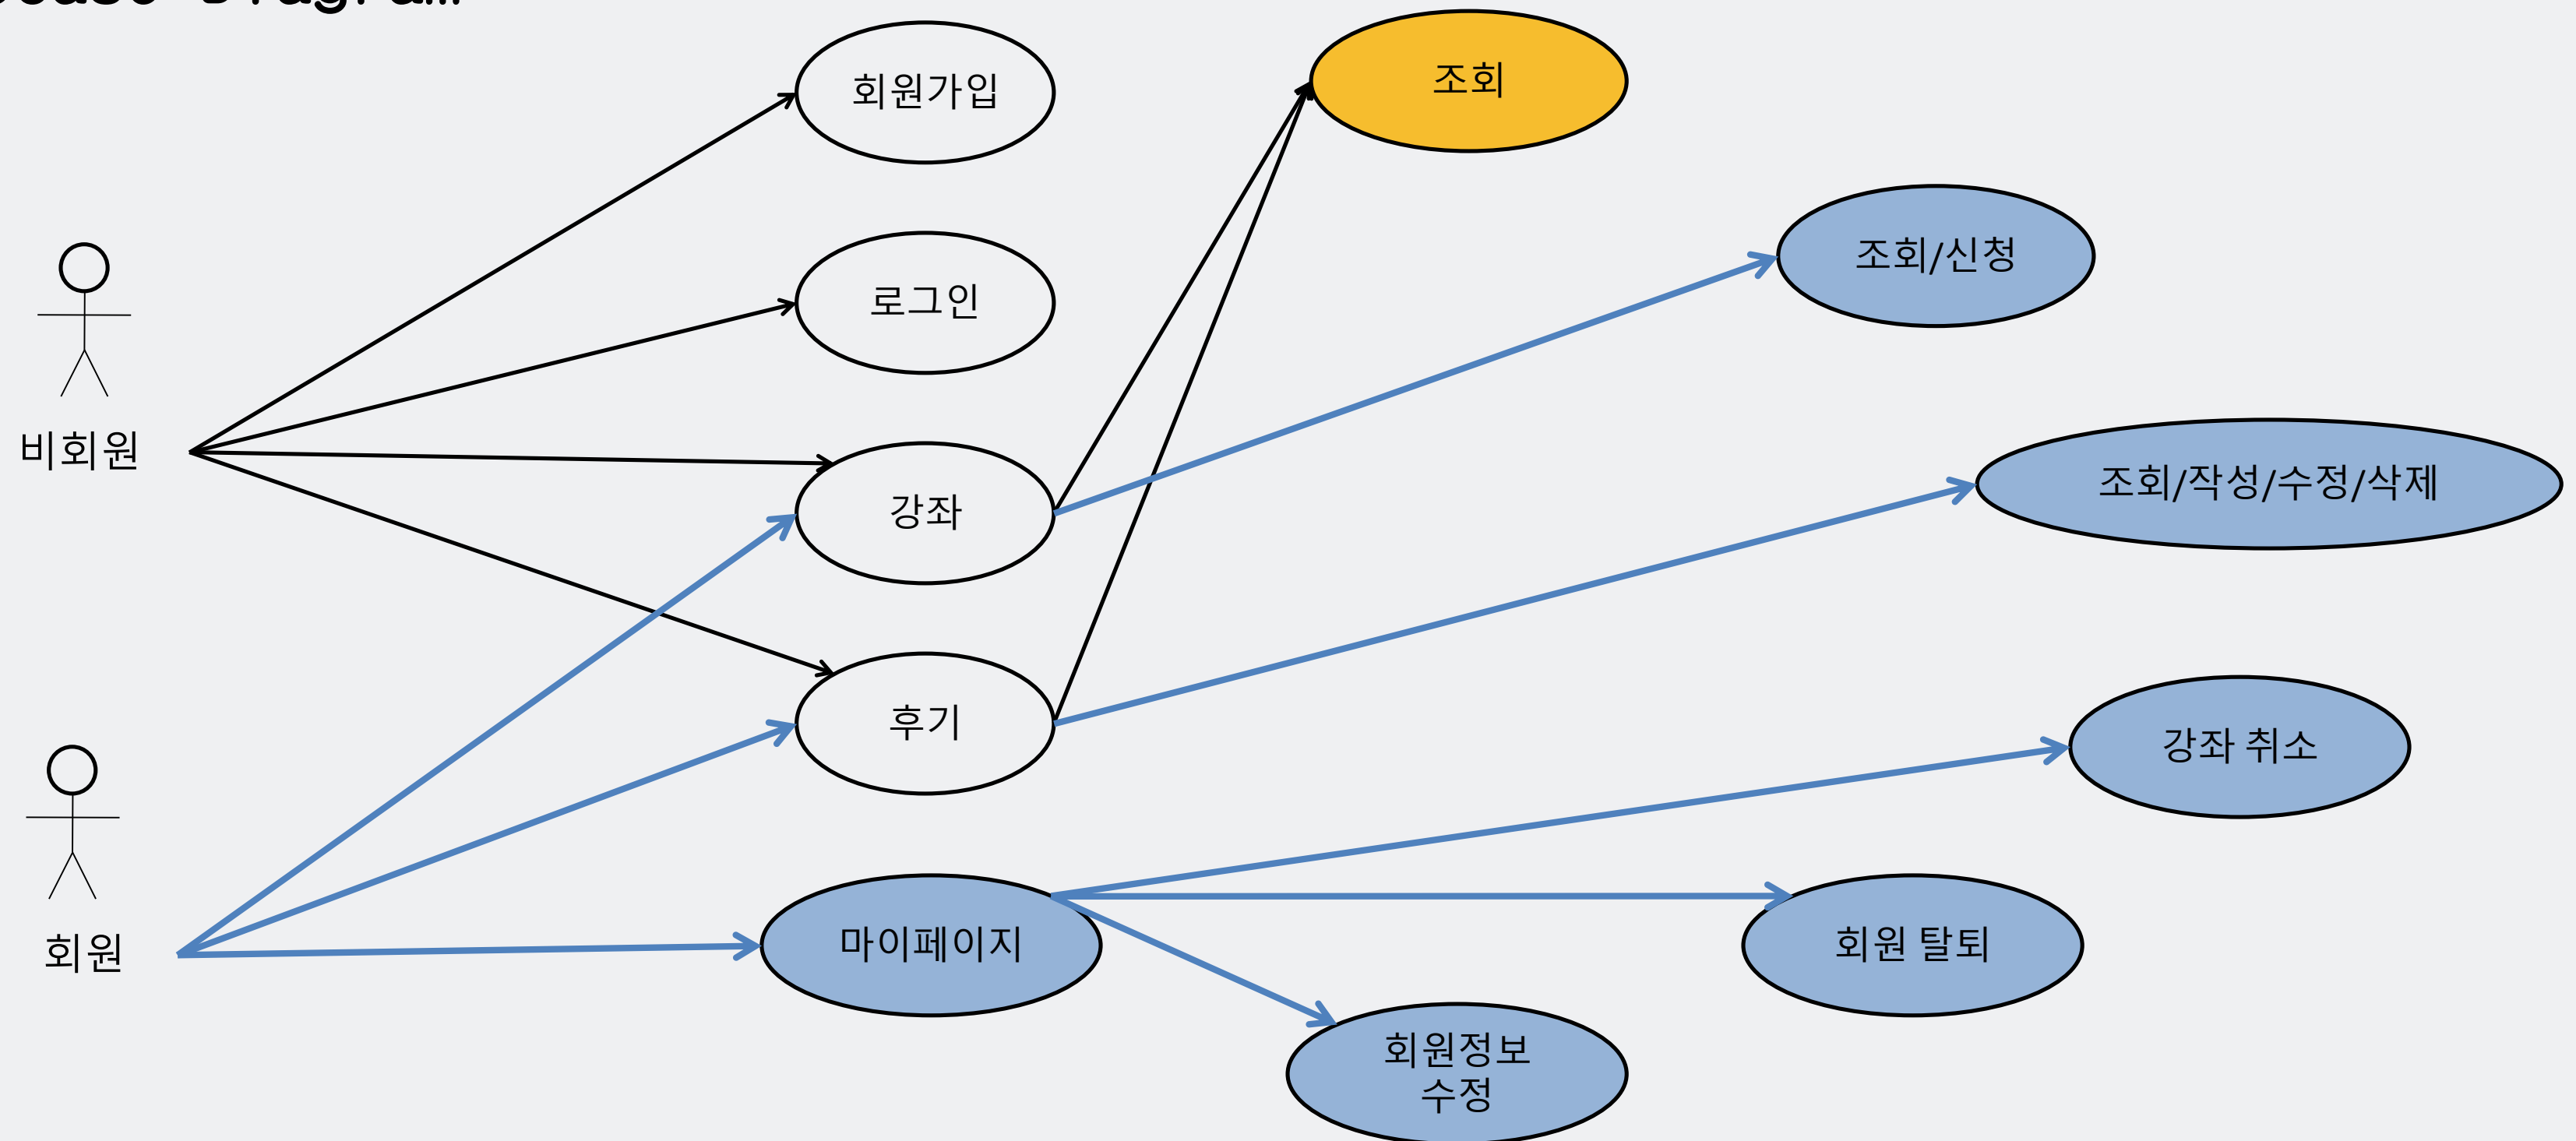 Diagram
회원가입
조회
로그인
조회/신청
비회원
강좌
조회/작성/수정/삭제
후기
강좌 취소
회원
마이페이지
회원 탈퇴
회원정보
수정